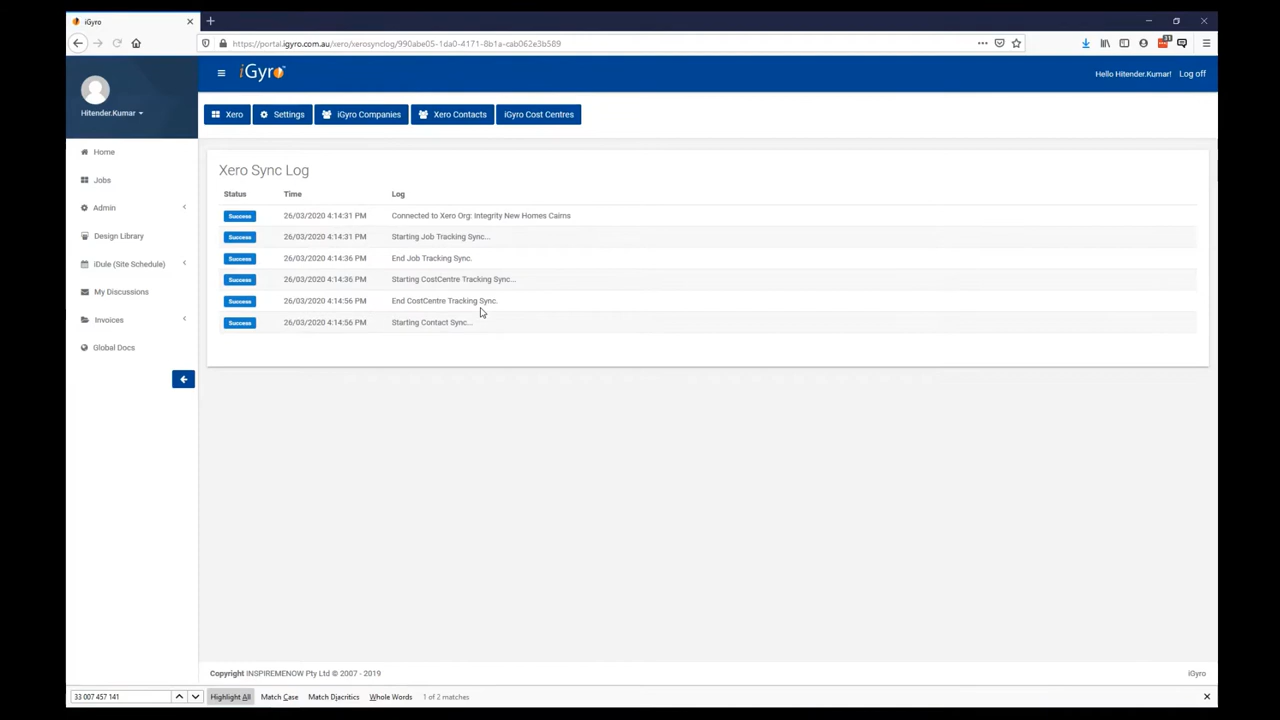 iGyro
https://portal.igyro.com.au/xero/xerosynclog/990abe05-1da0-4171-8b1a-cab062e3b589
31
Hitender.Kumar
iGyro
Hello Hitender.Kumar! Log off
Xero Settings iGyro Companies Xero Contacts iGyro Cost Centres
Home
Jobs
Admin
Design Library
iDule (Site Schedule)
My Discussions
Invoices
Global Docs
Xero Sync Log
Status Time Log
Success 26/03/2020 4:14:31 PM Connected to Xero Org: Integrity New Homes Cairns
Success 26/03/2020 4:14:31 PM Starting Job Tracking Sync...
Success 26/03/2020 4:14:36 PM End Job Tracking Sync.
Success 26/03/2020 4:14:36 PM Starting CostCentre Tracking Sync...
Success 26/03/2020 4:14:56 PM End CostCentre Tracking Sync.
Success 26/03/2020 4:14:56 PM Starting Contact Sync...
Copyright INSPIREMENOW Pty Ltd © 2007 - 2019 iGyro
33 007 457 141 Highlight All Match Case Match Diacritics Whole Words 1 of 2 matches